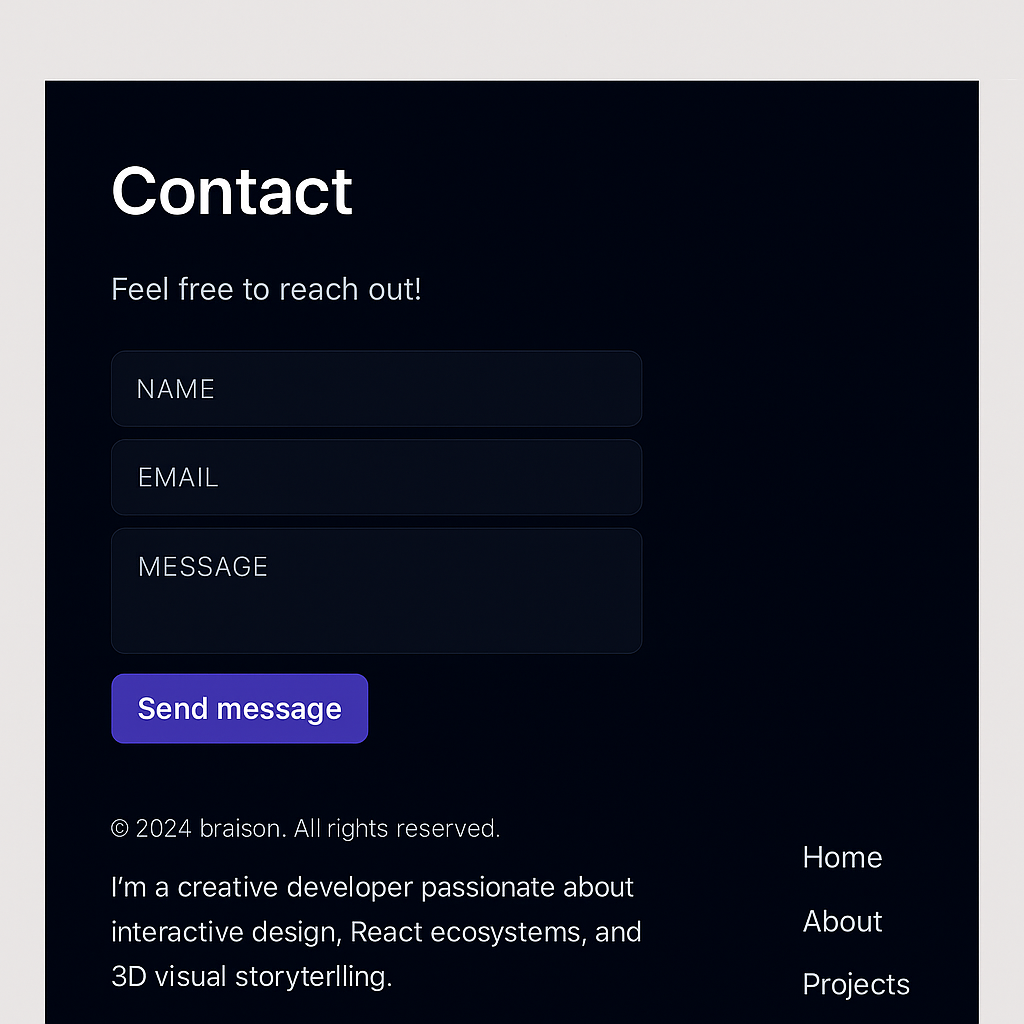 Contact
Feel free to reach out!
NAME
EMAIL
MESSAGE
Send message
© 2024 braison. All rights reserved.
I’m a creative developer passionate about
interactive design, React ecosystems, and
3D visual storyterlling.
Home
About
Projects